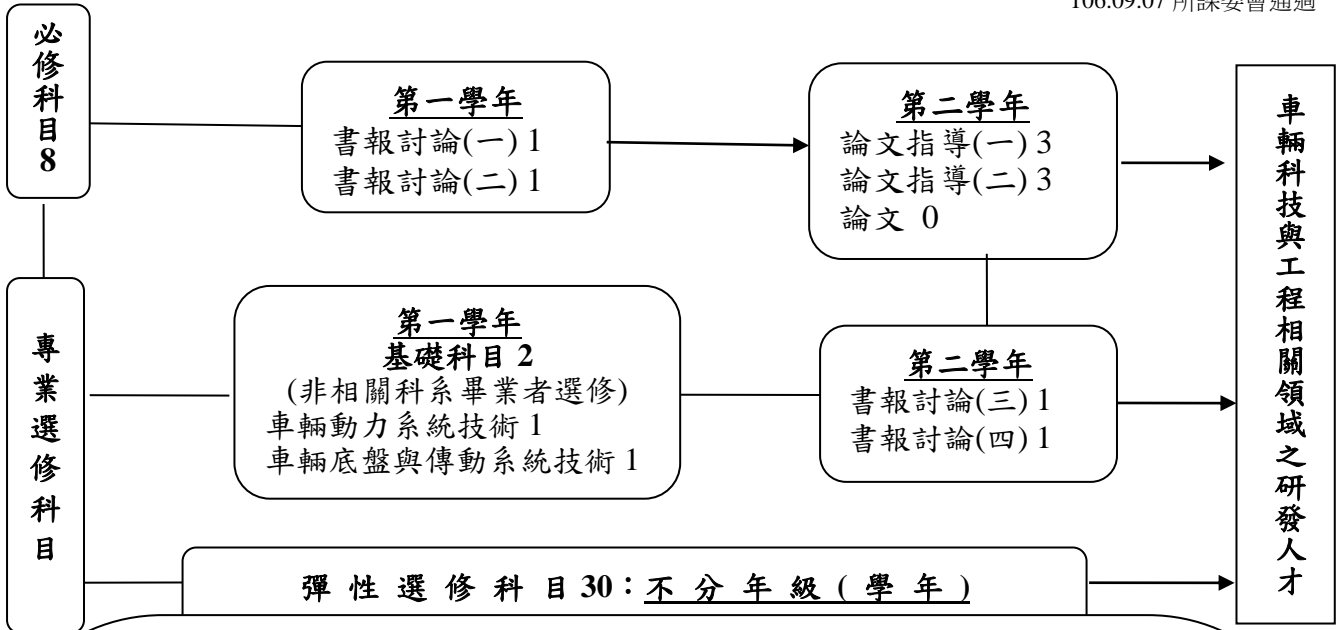 106.09.07 所課委會通過
必修科目8
第一學年
書報討論(一) 1
書報討論(二) 1
第二學年
論文指導(一) 3
論文指導(二) 3
論文 0
車輛科技與工程相關領域之研發人才
專業選修科目
第一學年
基礎科目 2
(非相關科系畢業者選修)
車輛動力系統技術 1
車輛底盤與傳動系統技術 1
第二學年
書報討論(三) 1
書報討論(四) 1
彈性選修科目30：不分年級(學年)